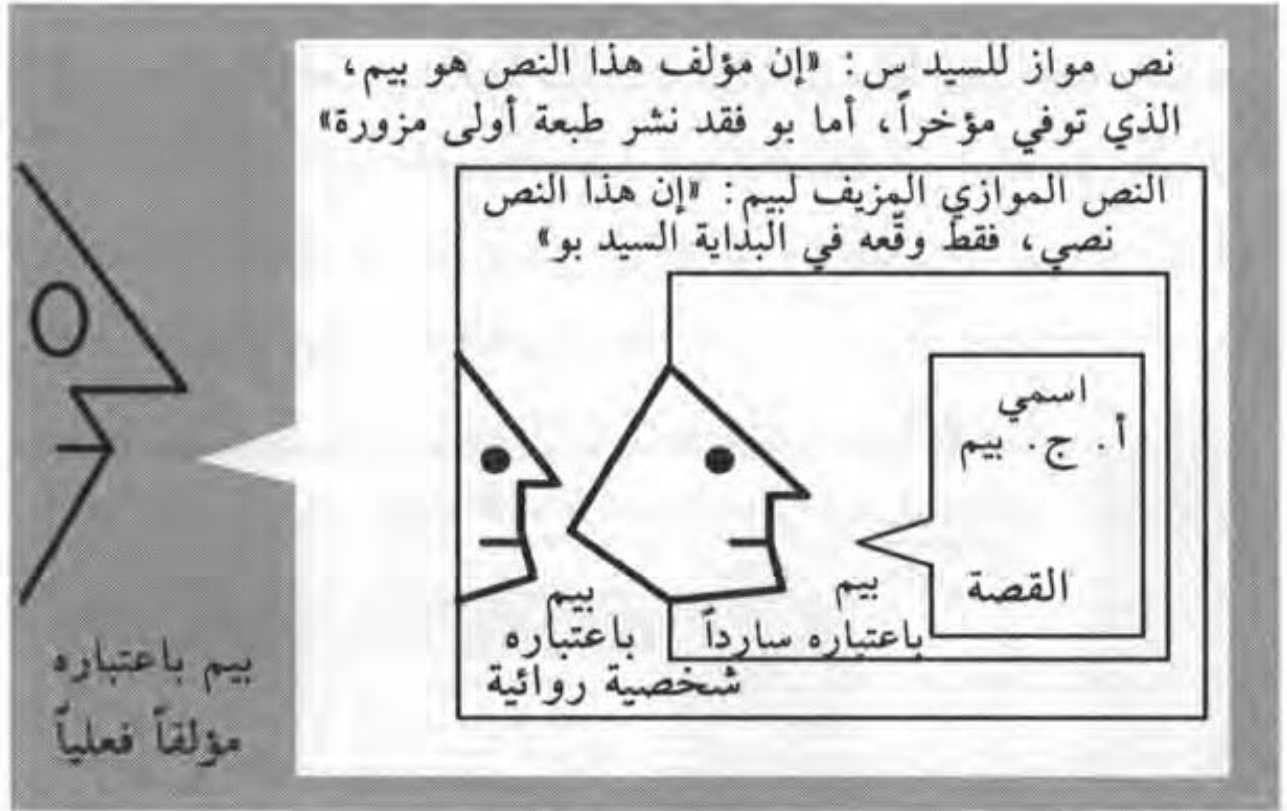 نص مواز للسيد س: «إن مؤلف هذا النص هو بيم،
الذي توفي مؤخراً، أما بو فقد نشر طبعة أولى مزورة»
النص الموازي المزيف لبيم: «إن هذا النص
نصي، فقط وقّعه في البداية السيد بو»
اسمي
أ. ج. بيم
القصة
بيم
باعتباره سارداً
بيم
باعتباره
شخصية روائية
بيم باعتباره
مؤلفاً فعلياً